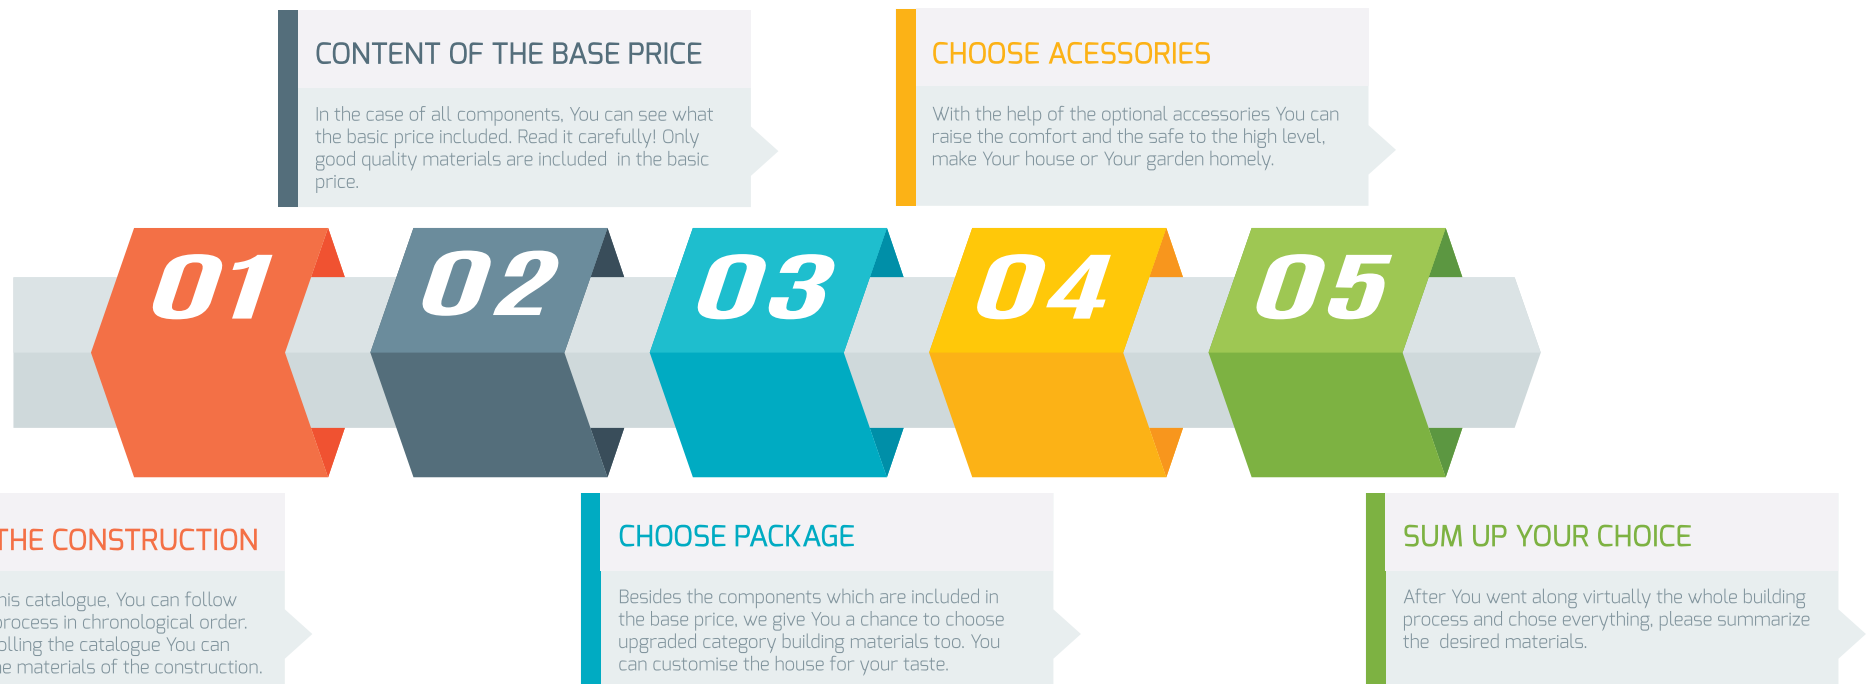 CONTENT OF THE BASE PRICE
In the case of all components, You can see what
the basic price included. Read it carefully! Only
good quality materials are included  in the basic
price.
CHOOSE ACESSORIES
With the help of the optional accessories You can
raise the comfort and the safe to the high level,
make Your house or Your garden homely.
01
02
03
04
05
THE CONSTRUCTION
catalogue, You can follow
process in chronological order.
the catalogue You can
materials of the construction.
CHOOSE PACKAGE
Besides the components which are included in
the base price, we give You a chance to choose
upgraded category building materials too. You
can customise the house for your taste.
SUM UP YOUR CHOICE
After You went along virtually the whole building
process and chose everything, please summarize
the  desired materials.